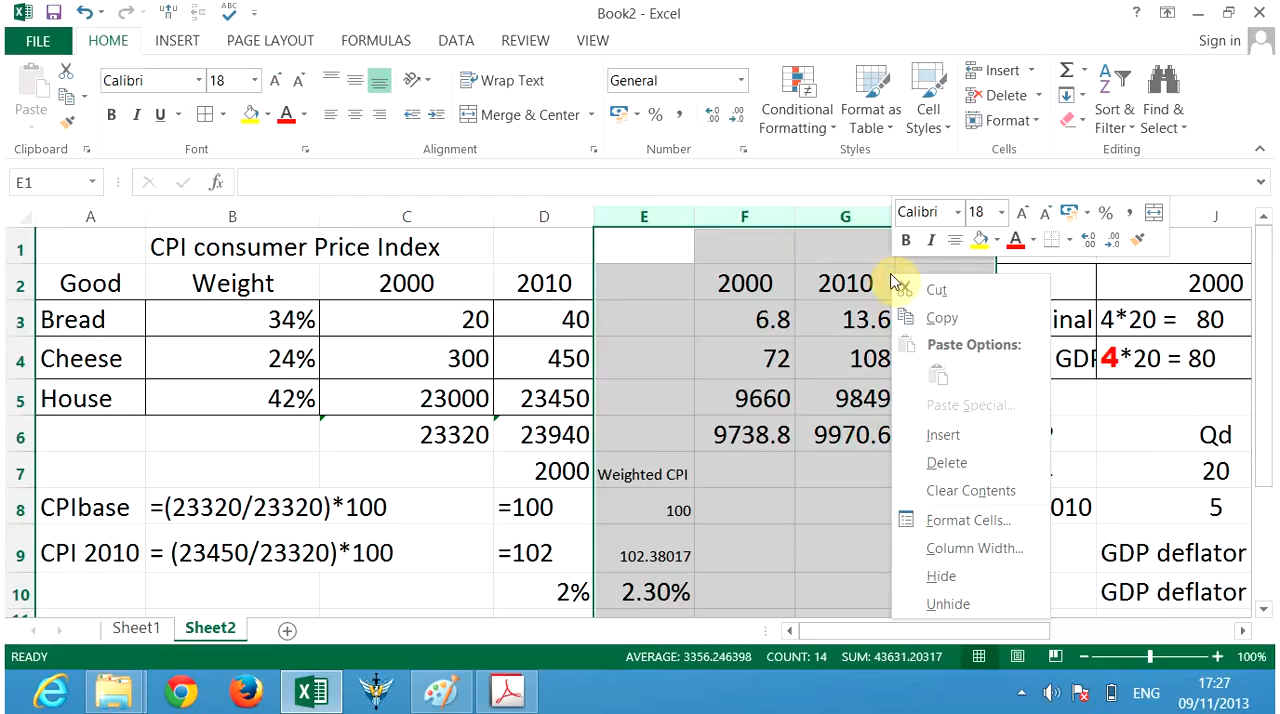 ABC
Book2 - Excel
?
FILE HOME INSERT PAGE LAYOUT FORMULAS DATA REVIEW VIEW Sign in
Paste
Calibri 18
Wrap Text
General
Conditional Formatting
Format as Table
Cell Styles
Insert
Delete
Format
Sort & Filter
Find & Select
B I U
Merge & Center
%
Clipboard Font Alignment Number Styles Cells Editing
E1 fx
Calibri 18 %
B I A
A B C D E F G J
1 CPI consumer Price Index
2 Good Weight 2000 2010 2000 2010 2000
3 Bread 34% 20 40 6.8 13.6 inal 4*20 = 80
4 Cheese 24% 300 450 72 108 GDP 4*20 = 80
5 House 42% 23000 23450 9660 9849
6 23320 23940 9738.8 9970.6 Qd
7 2000 Weighted CPI 20
8 CPIbase =(23320/23320)*100 =100 100 010 5
9 CPI 2010 = (23450/23320)*100 =102 102.38017 GDP deflator
10 2% 2.30% GDP deflator
Cut
Copy
Paste Options:
Paste Special...
Insert
Delete
Clear Contents
Format Cells...
Column Width...
Hide
Unhide
Sheet1 Sheet2
READY AVERAGE: 3356.246398 COUNT: 14 SUM: 43631.20317 100%
ENG
17:27
09/11/2013